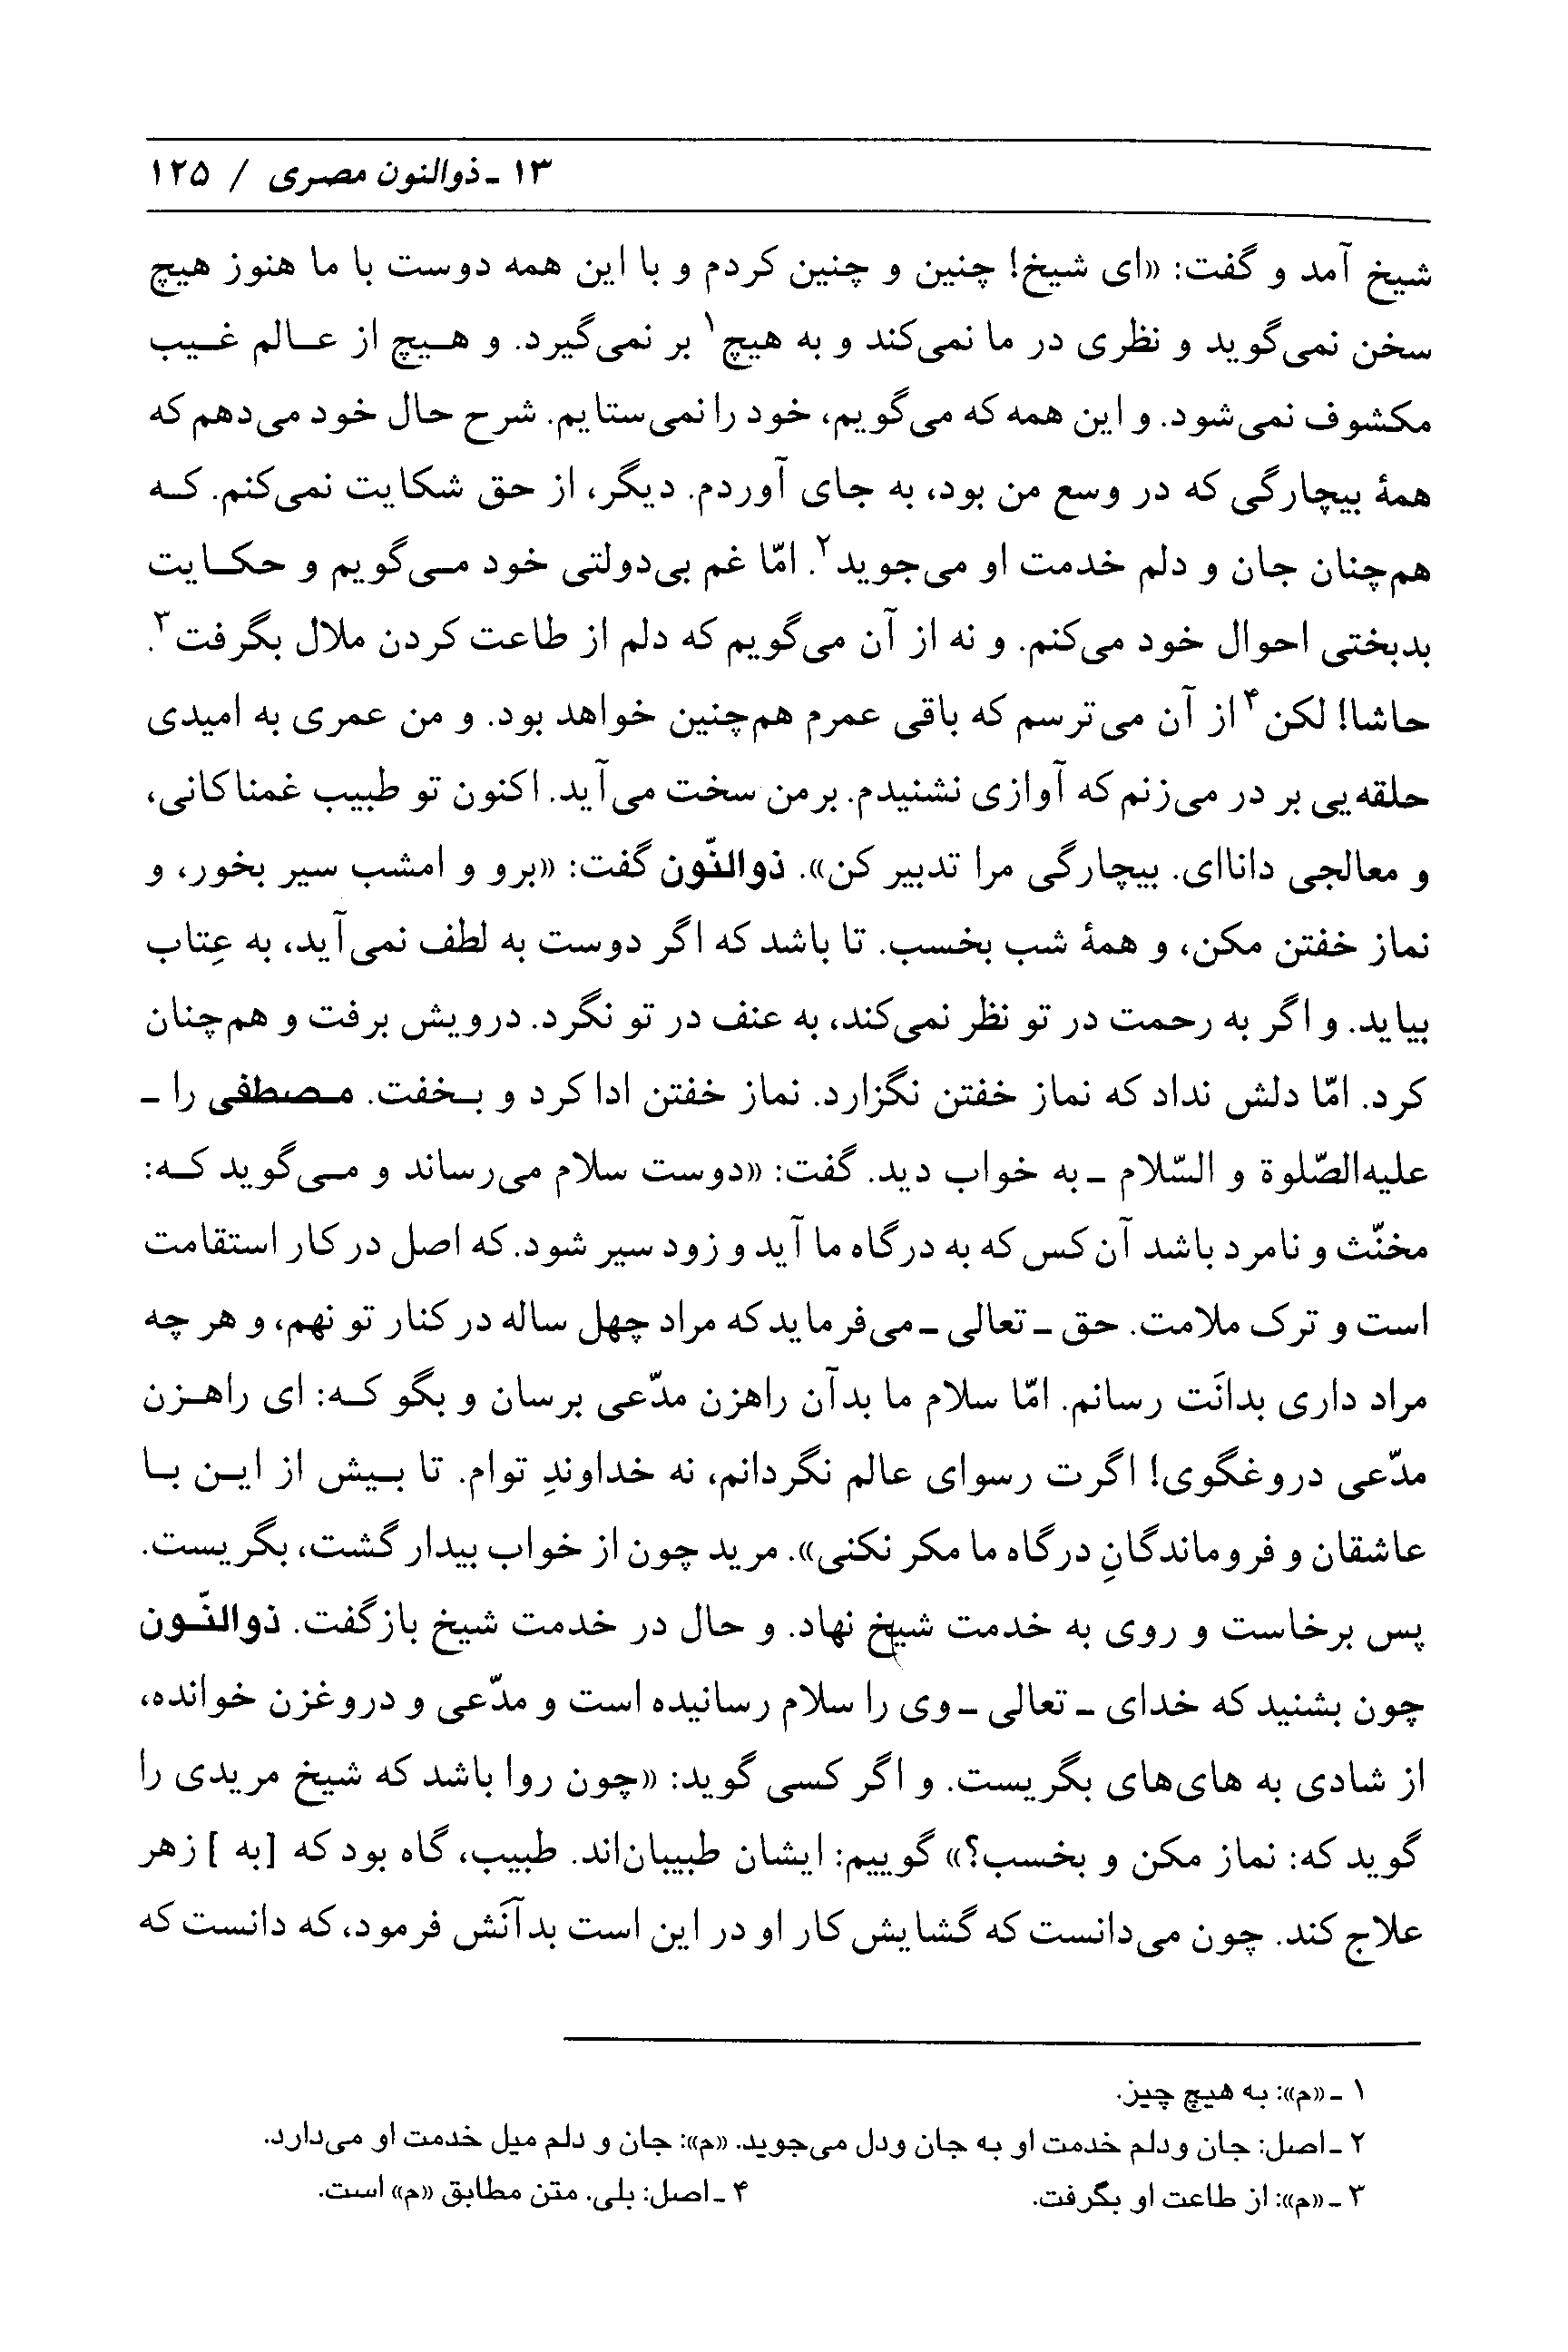 ۱۳ ـ ذوالنون مصری / ۱۲۵
شیخ آمد و گفت: «ای شیخ! چنین و چنین کردم و با این همه دوست با ما هنوز هیچ
سخن نمی‌گوید و نظری در ما نمی‌کند و به هیچ۱ بر نمی‌گیرد. و هیچ از عالم غیب
مکشوف نمی‌شود. و این همه که می‌گویم، خود را نمی‌ستایم. شرح حال خود می‌دهم که
همهٔ بیچارگی که در وسع من بود، به جای آوردم. دیگر، از حق شکایت نمی‌کنم. که
هم‌چنان جان و دلم خدمت او می‌جوید۲. امّا غم بی‌دولتی خود می‌گویم و حکایت
بدبختی احوال خود می‌کنم. و نه از آن می‌گویم که دلم از طاعت کردن ملال بگرفت۳.
حاشا! لکن۴ از آن می‌ترسم که باقی عمرم هم‌چنین خواهد بود. و من عمری به امیدی
حلقه‌یی بر در می‌زنم که آوازی نشنیدم. بر من سخت می‌آید. اکنون تو طبیب غمناکانی،
و معالجی دانا‌ای. بیچارگی مرا تدبیر کن». ذوالنّون گفت: «برو و امشب سیر بخور، و
نماز خفتن مکن، و همهٔ شب بخسب. تا باشد که اگر دوست به لطف نمی‌آید، به عِتاب
بیاید. و اگر به رحمت در تو نظر نمی‌کند، به عنف در تو نگرد. درویش برفت و هم‌چنان
کرد. امّا دلش نداد که نماز خفتن نگزارد. نماز خفتن ادا کرد و بخفت. مصطفی را ـ
علیه‌الصّلوة و السّلام ـ به خواب دید. گفت: «دوست سلام می‌رساند و می‌گوید که:
مخنّث و نامرد باشد آن کس که به درگاه ما آید و زود سیر شود. که اصل در کار استقامت
است و ترک ملامت. حق ـ تعالی ـ می‌فرماید که مراد چهل ساله در کنار تو نهم، و هر چه
مراد داری بدانَت رسانم. امّا سلام ما بدآن راهزن مدّعی برسان و بگو که: ای راهزن
مدّعی دروغگوی! اگرت رسوای عالم نگردانم، نه خداوندِ توام. تا بیش از این با
عاشقان و فروماندگانِ درگاه ما مکر نکنی». مرید چون از خواب بیدار گشت، بگریست.
پس برخاست و روی به خدمت شیخ نهاد. و حال در خدمت شیخ بازگفت. ذوالنّون
چون بشنید که خدای ـ تعالی ـ وی را سلام رسانیده است و مدّعی و دروغزن خوانده،
از شادی به های‌های بگریست. و اگر کسی گوید: «چون روا باشد که شیخ مریدی را
گوید که: نماز مکن و بخسب؟» گوییم: ایشان طبیبان‌اند. طبیب، گاه بود که [به ] زهر
علاج کند. چون می‌دانست که گشایش کار او در این است بدآنَش فرمود، که دانست که
۱ ـ «م»: به هیچ چیز.
۲ ـ اصل: جان و دلم خدمت او به جان و دل می‌جوید. «م»: جان و دلم میل خدمت او می‌دارد.
۳ ـ «م»: از طاعت او بگرفت. ۴ ـ اصل: بلی. متن مطابق «م» است.